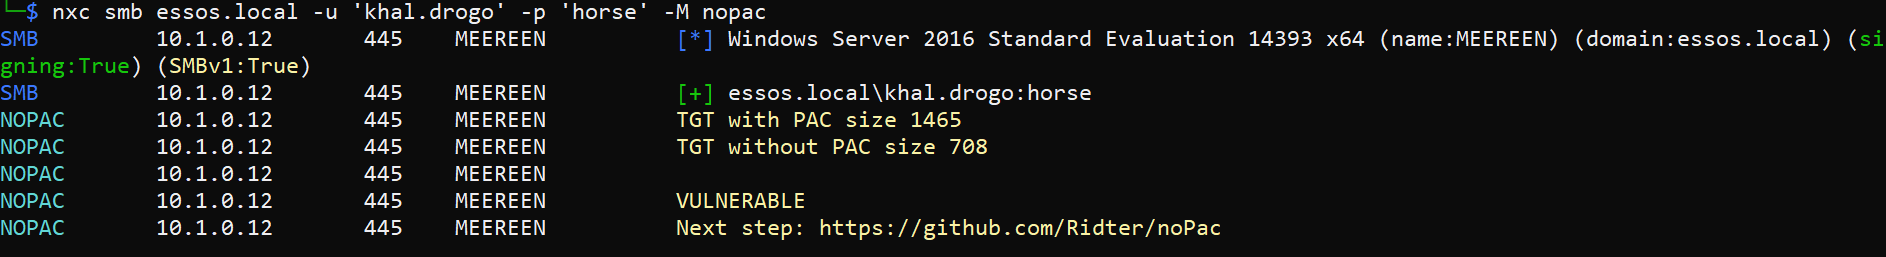 └─$ nxc smb essos.local -u 'khal.drogo' -p 'horse' -M nopac
SMB 10.1.0.12 445 MEEREEN [*] Windows Server 2016 Standard Evaluation 14393 x64 (name:MEEREEN) (domain:essos.local) (si
gning:True) (SMBv1:True)
SMB 10.1.0.12 445 MEEREEN [+] essos.local\khal.drogo:horse
NOPAC 10.1.0.12 445 MEEREEN TGT with PAC size 1465
NOPAC 10.1.0.12 445 MEEREEN TGT without PAC size 708
NOPAC 10.1.0.12 445 MEEREEN
NOPAC 10.1.0.12 445 MEEREEN VULNERABLE
NOPAC 10.1.0.12 445 MEEREEN Next step: https://github.com/Ridter/noPac